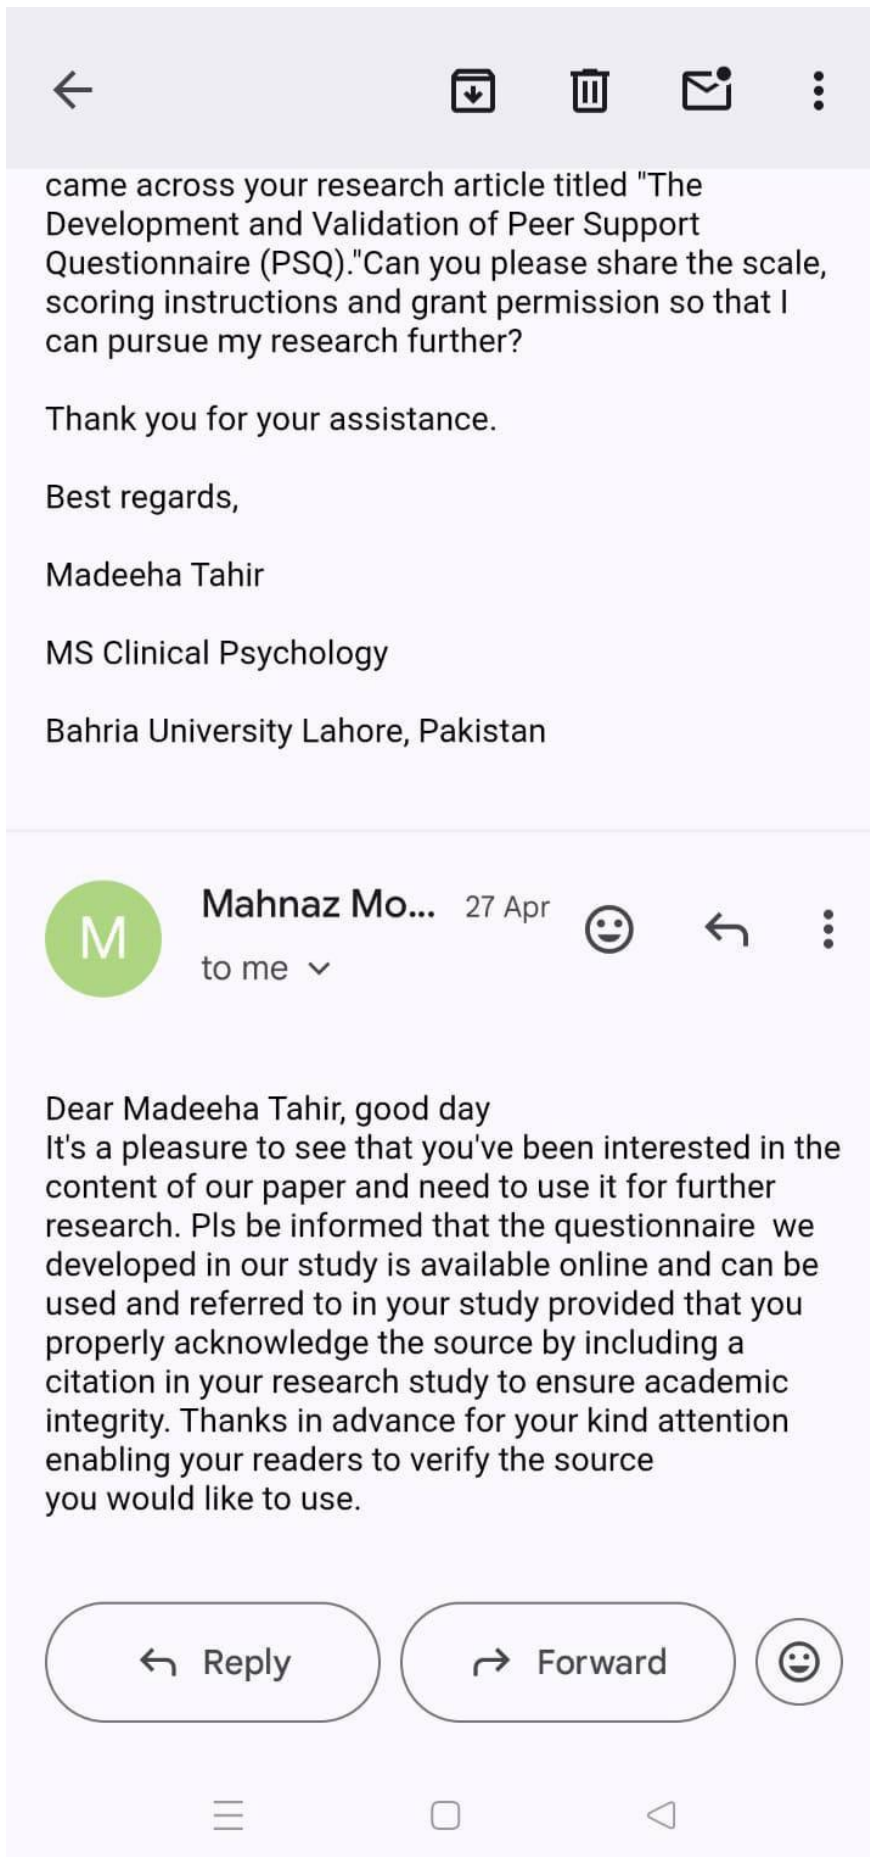 came across your research article titled "The
Development and Validation of Peer Support
Questionnaire (PSQ)."Can you please share the scale,
scoring instructions and grant permission so that I
can pursue my research further?
Thank you for your assistance.
Best regards,
Madeeha Tahir
MS Clinical Psychology
Bahria University Lahore, Pakistan
M
Mahnaz Mo... 27 Apr
to me
Dear Madeeha Tahir, good day
It's a pleasure to see that you've been interested in the
content of our paper and need to use it for further
research. Pls be informed that the questionnaire  we
developed in our study is available online and can be
used and referred to in your study provided that you
properly acknowledge the source by including a
citation in your research study to ensure academic
integrity. Thanks in advance for your kind attention
enabling your readers to verify the source
you would like to use.
Reply
Forward